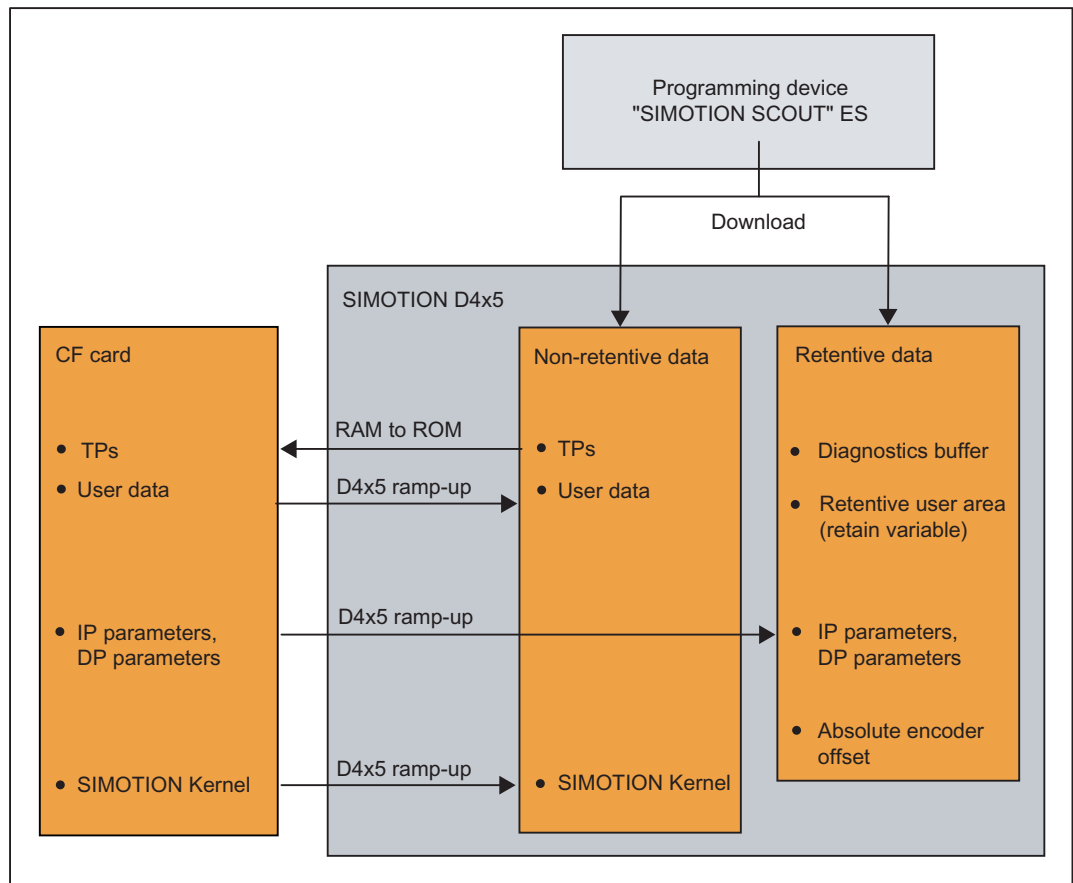 Programming device
"SIMOTION SCOUT" ES
Download
SIMOTION D4x5
CF card
• TPs
• User data
• IP parameters,
DP parameters
• SIMOTION Kernel
RAM to ROM
D4x5 ramp-up
D4x5 ramp-up
D4x5 ramp-up
Non-retentive data
• TPs
• User data
• SIMOTION Kernel
Retentive data
• Diagnostics buffer
• Retentive user area
(retain variable)
• IP parameters,
DP parameters
• Absolute encoder
offset